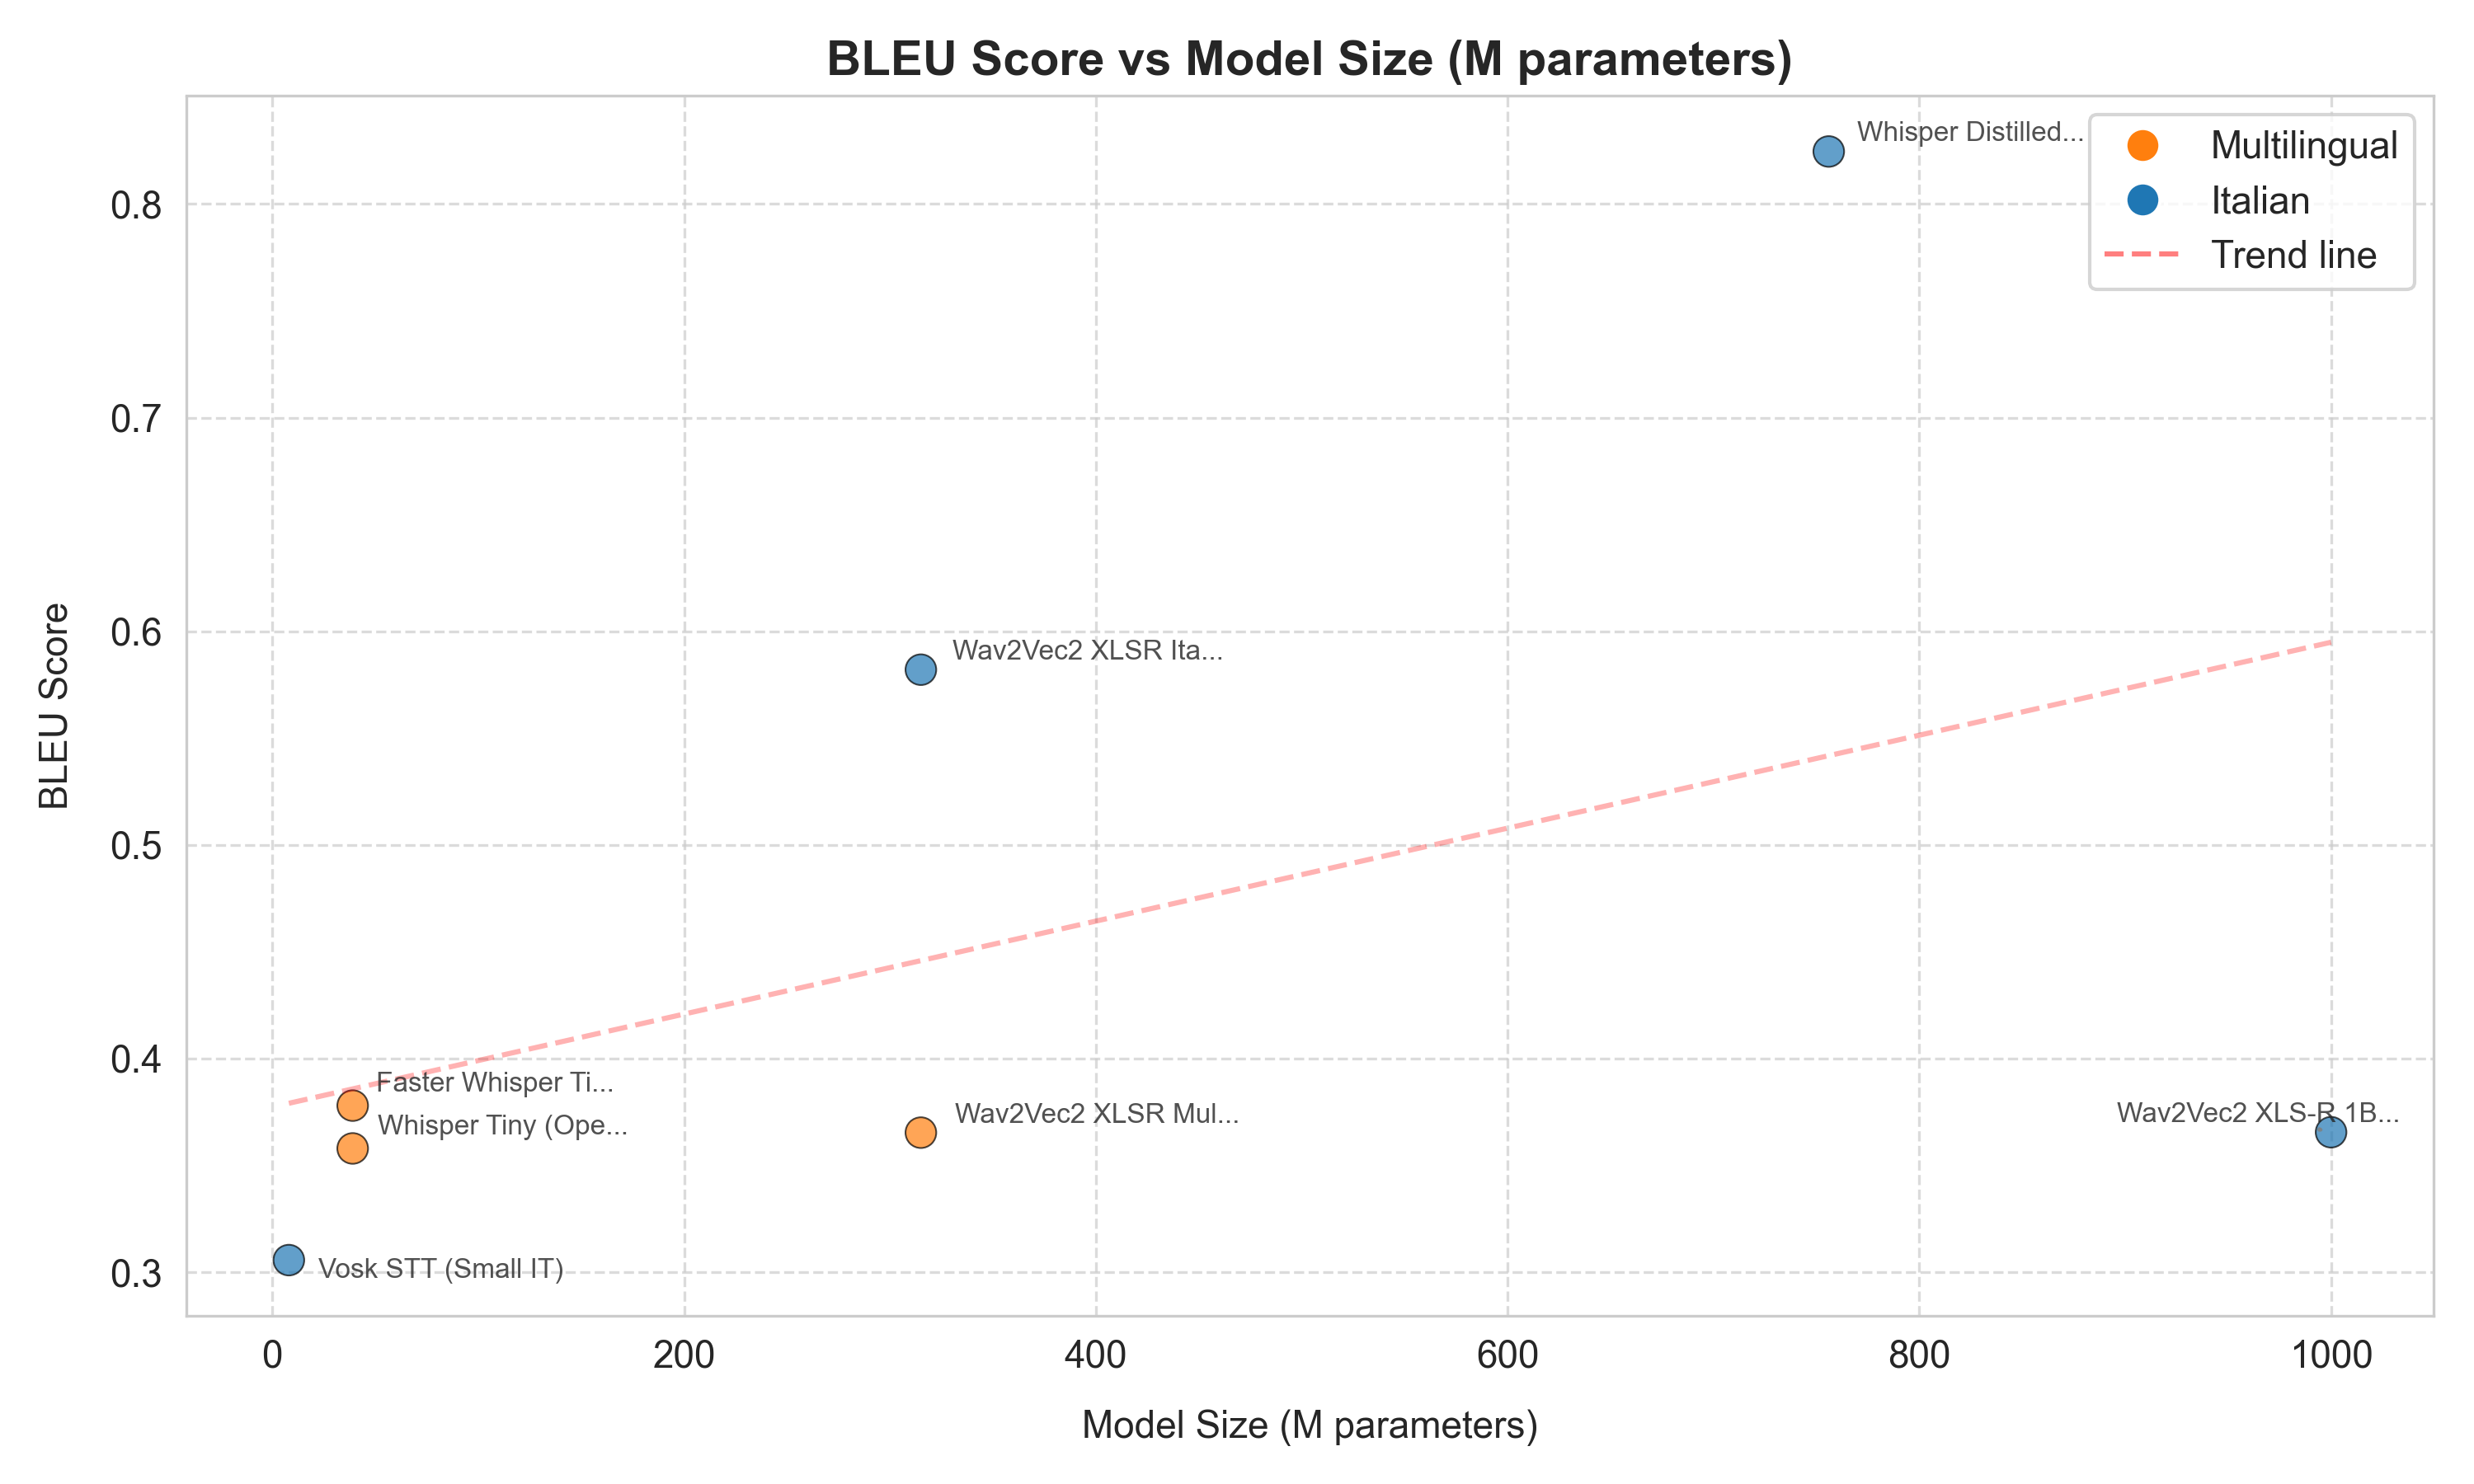 BLEU Score vs Model Size (M parameters)
Whisper Distilled...
Multilingual
Italian
Trend line
0.8
0.7
0.6
0.5
0.4
0.3
BLEU Score
Wav2Vec2 XLSR Ita...
Faster Whisper Ti...
Whisper Tiny (Ope...
Wav2Vec2 XLSR Mul...
Wav2Vec2 XLS-R 1B...
Vosk STT (Small IT)
0 200 400 600 800 1000
Model Size (M parameters)